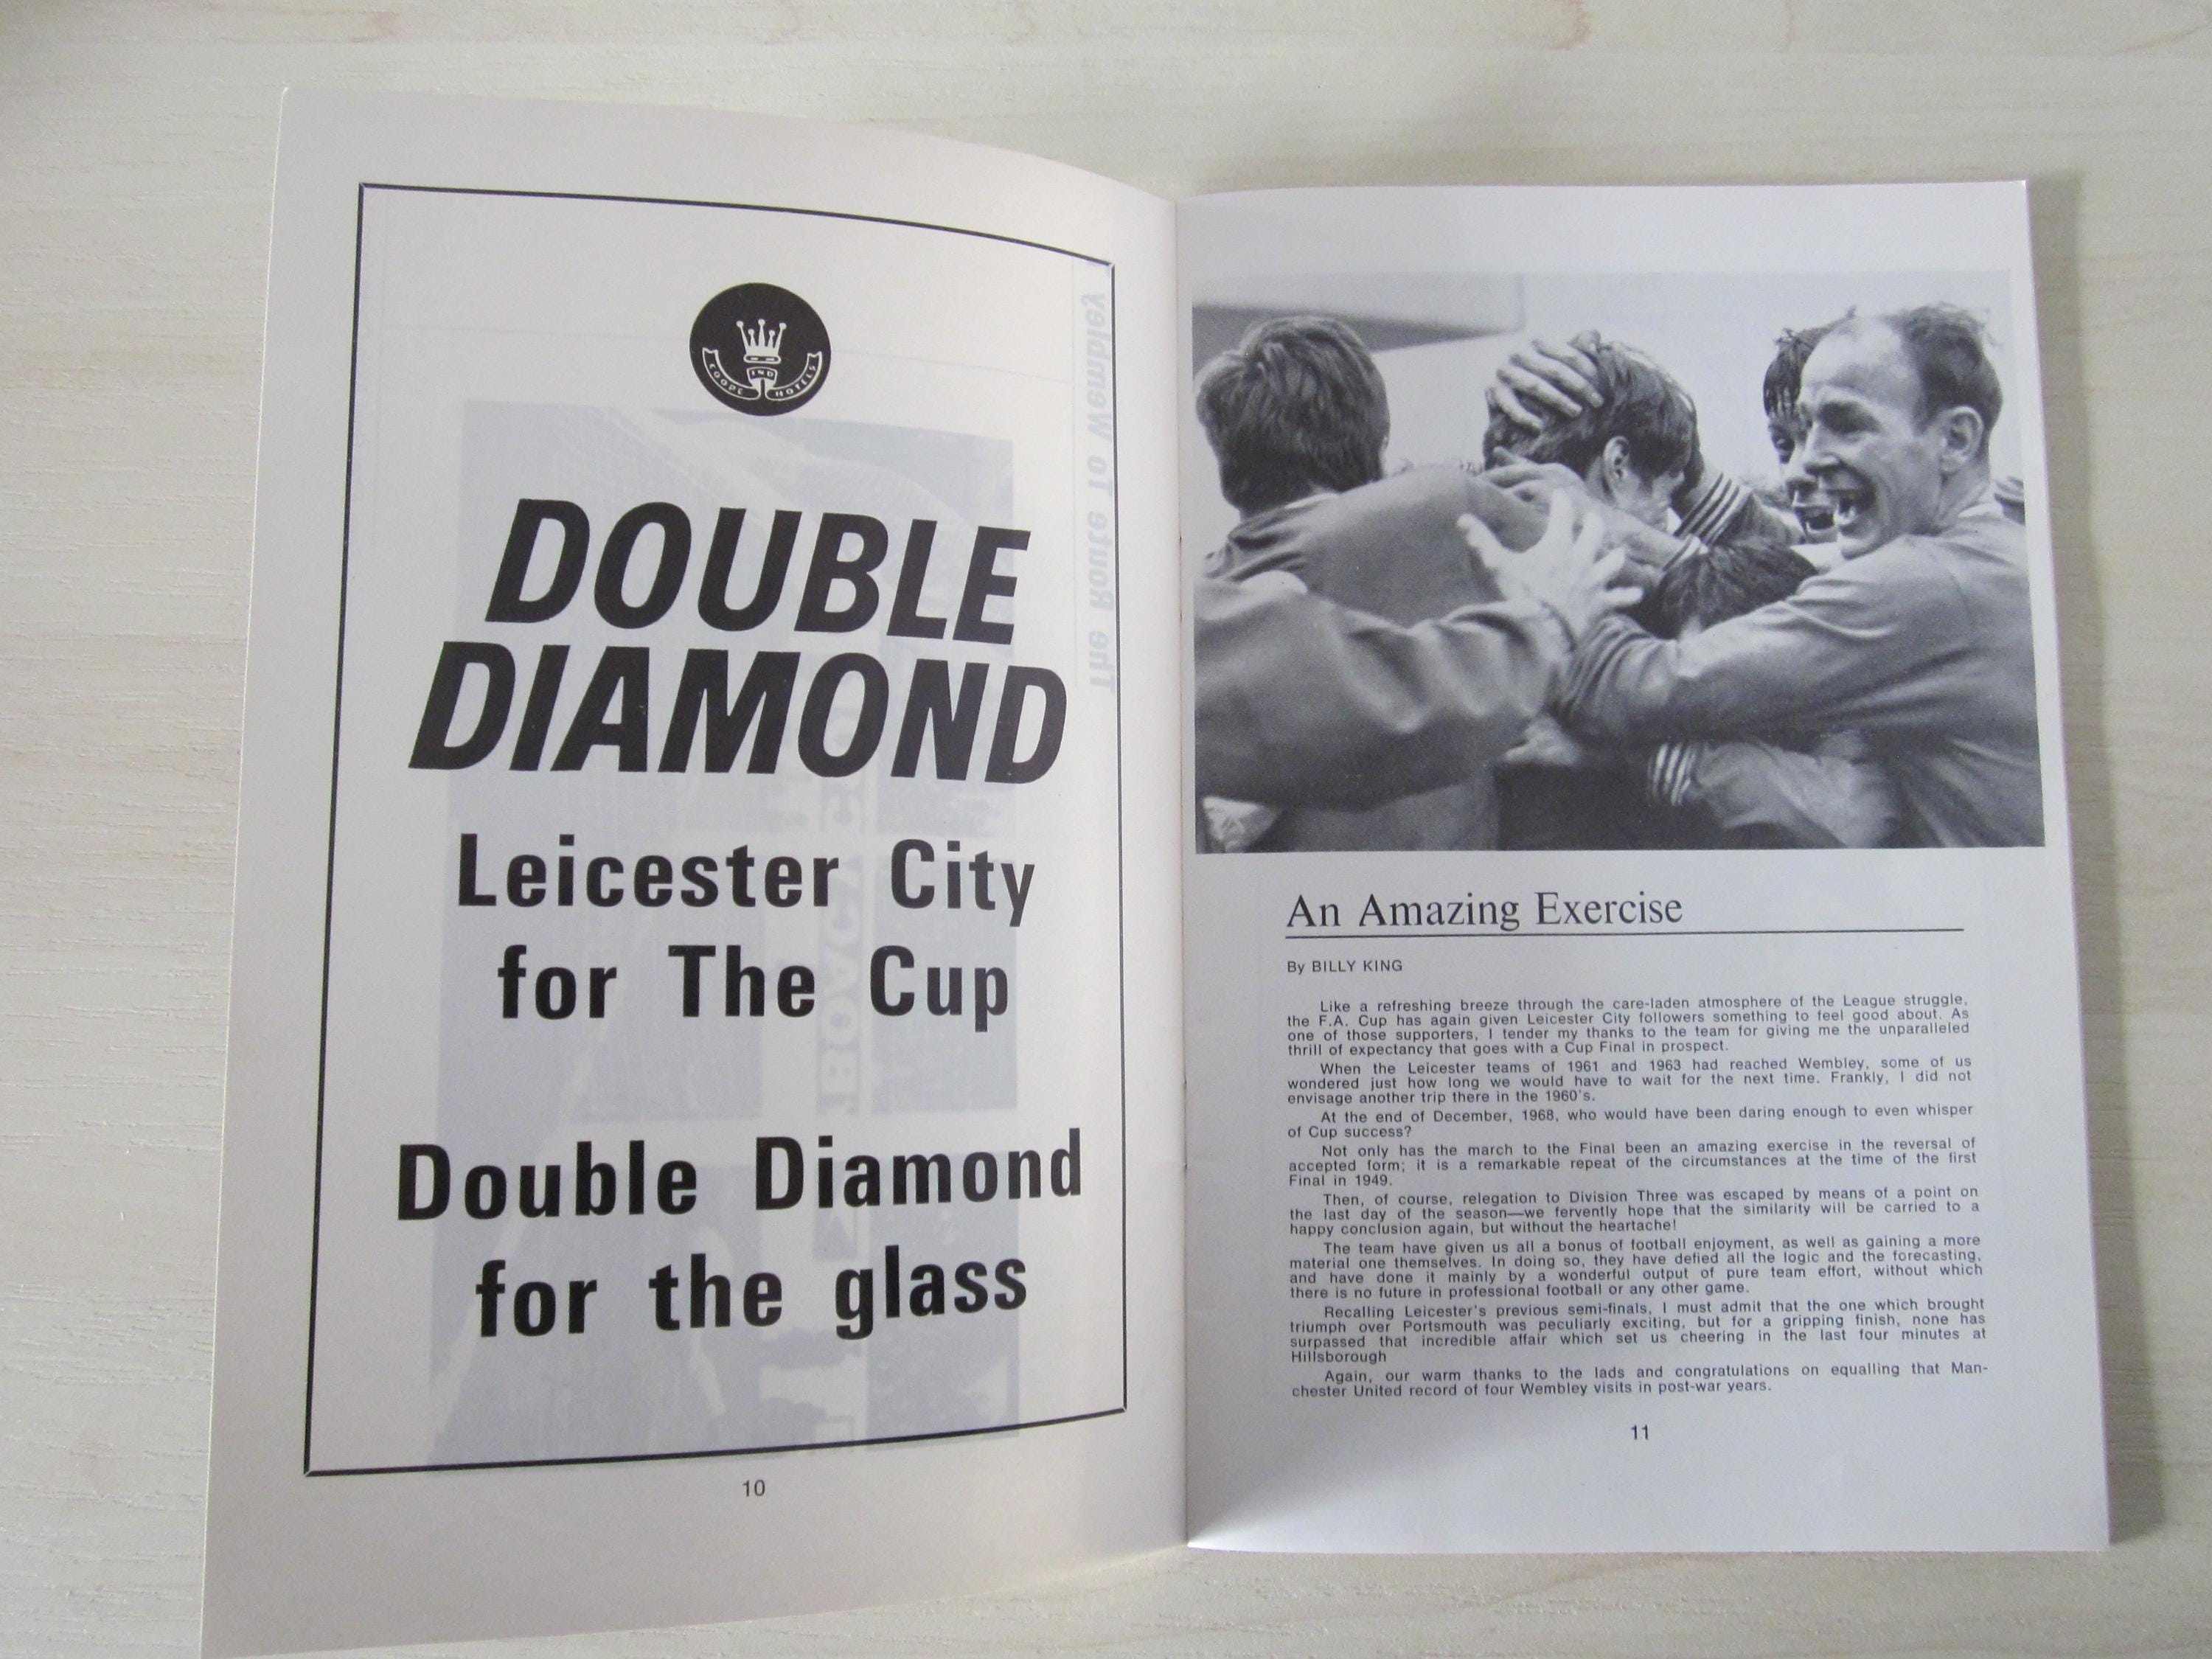 COOPE IND HOTELS
DOUBLE
DIAMOND
Leicester City
for The Cup
Double Diamond
for the glass
10
The Route To Wembley
An Amazing Exercise
By BILLY KING
Like a refreshing breeze through the care-laden atmosphere of the League struggle,
the F.A. Cup has again given Leicester City followers something to feel good about. As
one of those supporters, I tender my thanks to the team for giving me the unparalleled
thrill of expectancy that goes with a Cup Final in prospect.
When the Leicester teams of 1961 and 1963 had reached Wembley, some of us
wondered just how long we would have to wait for the next time. Frankly, I did not
envisage another trip there in the 1960's.
At the end of December, 1968, who would have been daring enough to even whisper
of Cup success?
Not only has the march to the Final been an amazing exercise in the reversal of
accepted form; it is a remarkable repeat of the circumstances at the time of the first
Final in 1949.
Then, of course, relegation to Division Three was escaped by means of a point on
the last day of the season—we fervently hope that the similarity will be carried to a
happy conclusion again, but without the heartache!
The team have given us all a bonus of football enjoyment, as well as gaining a more
material one themselves. In doing so, they have defied all the logic and the forecasting,
and have done it mainly by a wonderful output of pure team effort, without which
there is no future in professional football or any other game.
Recalling Leicester's previous semi-finals, I must admit that the one which brought
triumph over Portsmouth was peculiarly exciting, but for a gripping finish, none has
surpassed that incredible affair which set us cheering in the last four minutes at
Hillsborough
Again, our warm thanks to the lads and congratulations on equalling that Man-
chester United record of four Wembley visits in post-war years.
11